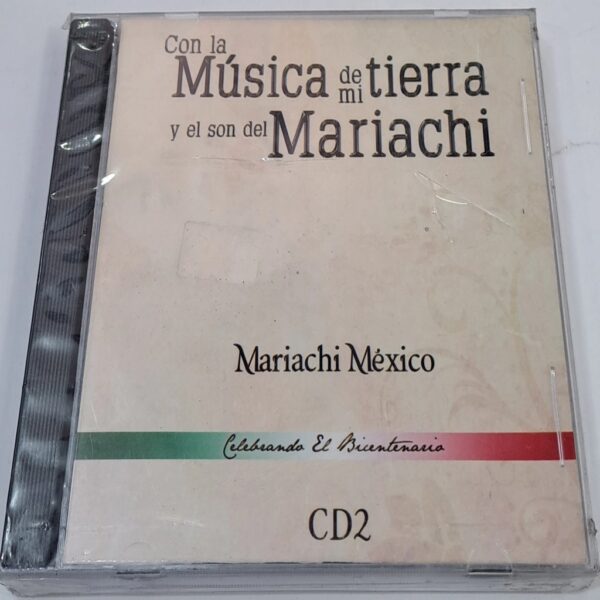 Con la
Música de mi tierra
y el son del Mariachi
Mariachi México
Celebrando El Bicentenario
CD2